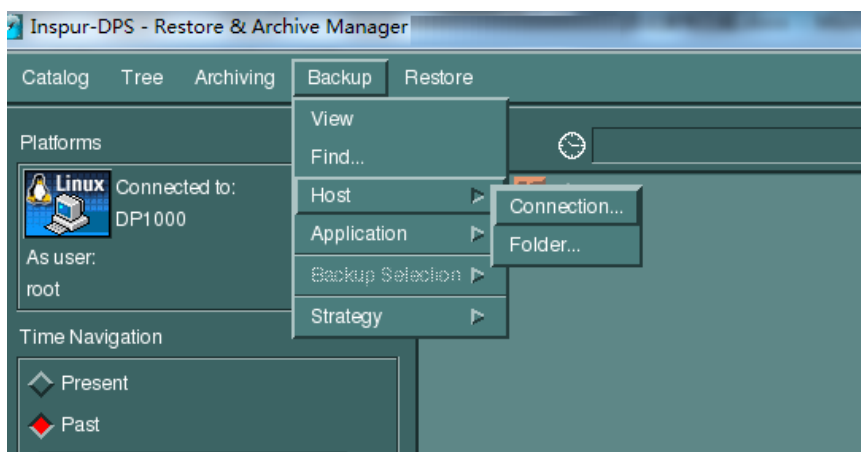 Inspur-DPS - Restore & Archive Manager
Catalog Tree Archiving Backup Restore
Platforms
Linux
Connected to:
DP1000
As user:
root
Time Navigation
Present
Past
View
Find...
Host
Application
Backup Selection
Strategy
Connection...
Folder...